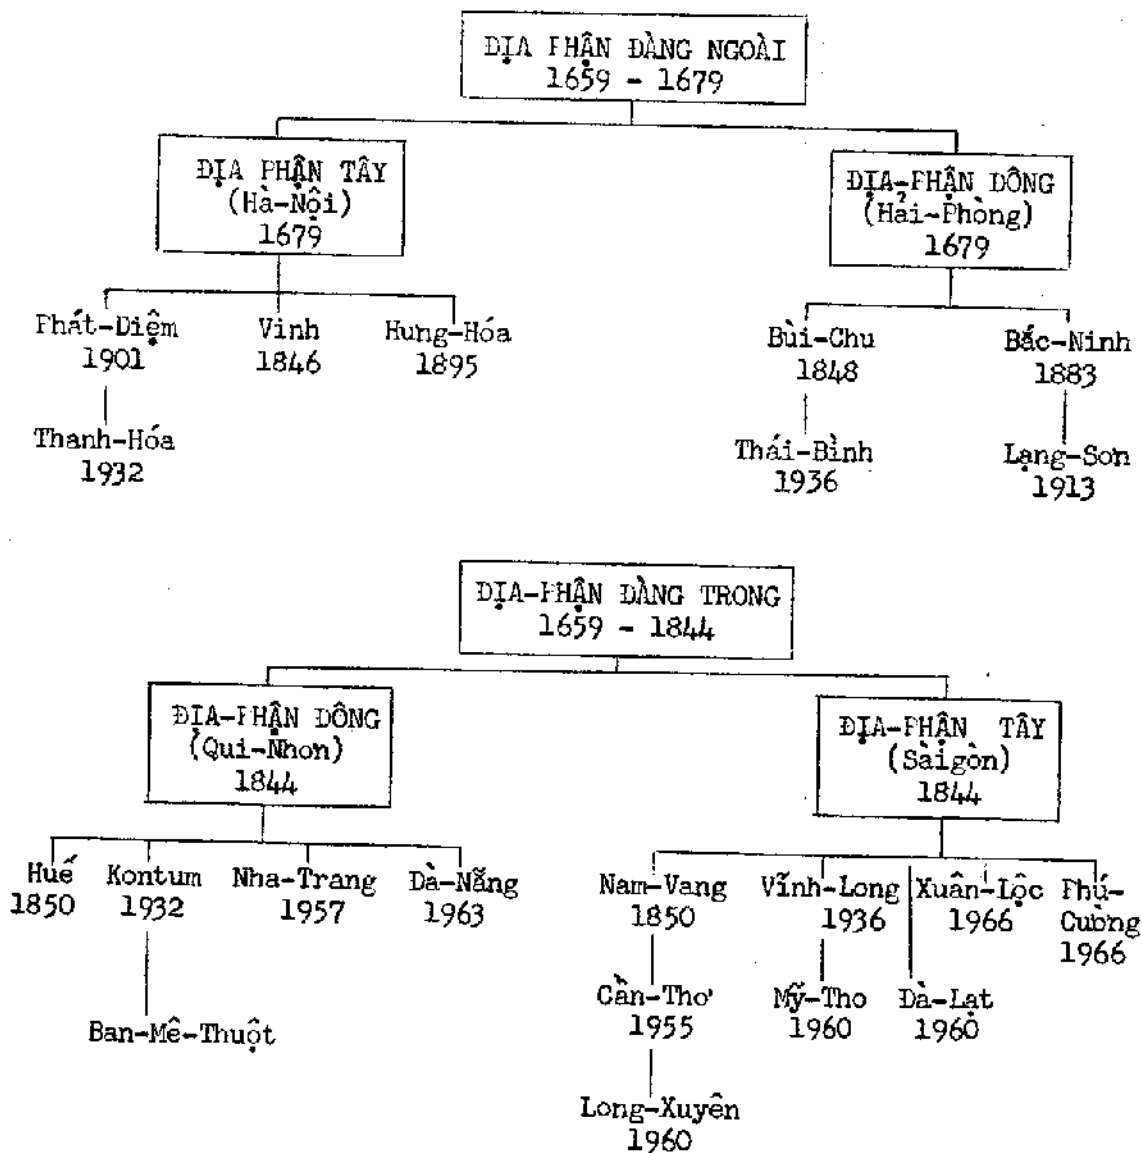 ĐỊA PHẬN ĐÀNG NGOÀI
1659 - 1679
ĐỊA PHẬN TÂY
(Hà-Nội)
1679
ĐỊA-PHẬN DÔNG
(Hải-Phòng)
1679
Phát-Diệm
1901
Vinh
1846
Hưng-Hóa
1895
Bùi-Chu
1848
Bắc-Ninh
1883
Thanh-Hóa
1932
Thái-Bình
1936
Lạng-Sơn
1913
ĐỊA-PHẬN ĐÀNG TRONG
1659 - 1844
ĐỊA-PHẬN DÔNG
(Qui-Nhơn)
1844
ĐỊA-PHẬN TÂY
(Sàigòn)
1844
Huế
1850
Kontum
1932
Nha-Trang
1957
Đà-Nẵng
1963
Nam-Vang
1850
Vĩnh-Long
1936
Xuân-Lộc
1966
Phú-
Cường
1966
Ban-Mê-Thuột
Cần-Thơ
1955
Mỹ-Tho
1960
Đà-Lạt
1960
Long-Xuyên
1960